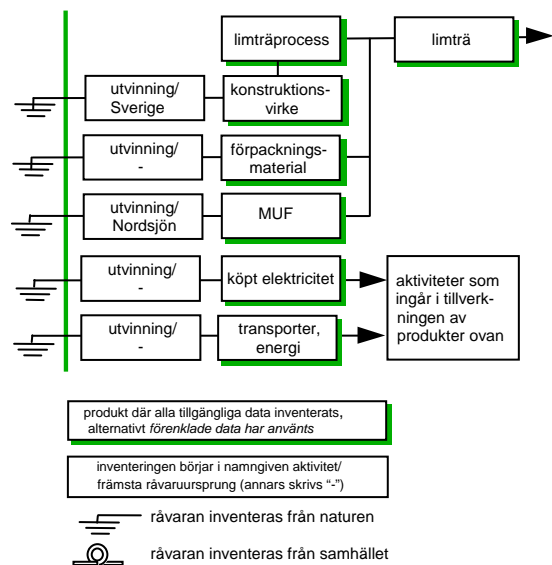 limträprocess
limträ
utvinning/
Sverige
konstruktions-
virke
utvinning/
-
förpacknings-
material
utvinning/
Nordsjön
MUF
utvinning/
-
köpt elektricitet
aktiviteter som
ingår i tillverk-
ningen av
produkter ovan
utvinning/
-
transporter,
energi
produkt där alla tillgängliga data inventerats,
alternativt förenklade data har använts
inventeringen börjar i namngiven aktivitet/
främsta råvaruursprung (annars skrivs “-”)
råvaran inventeras från naturen
råvaran inventeras från samhället